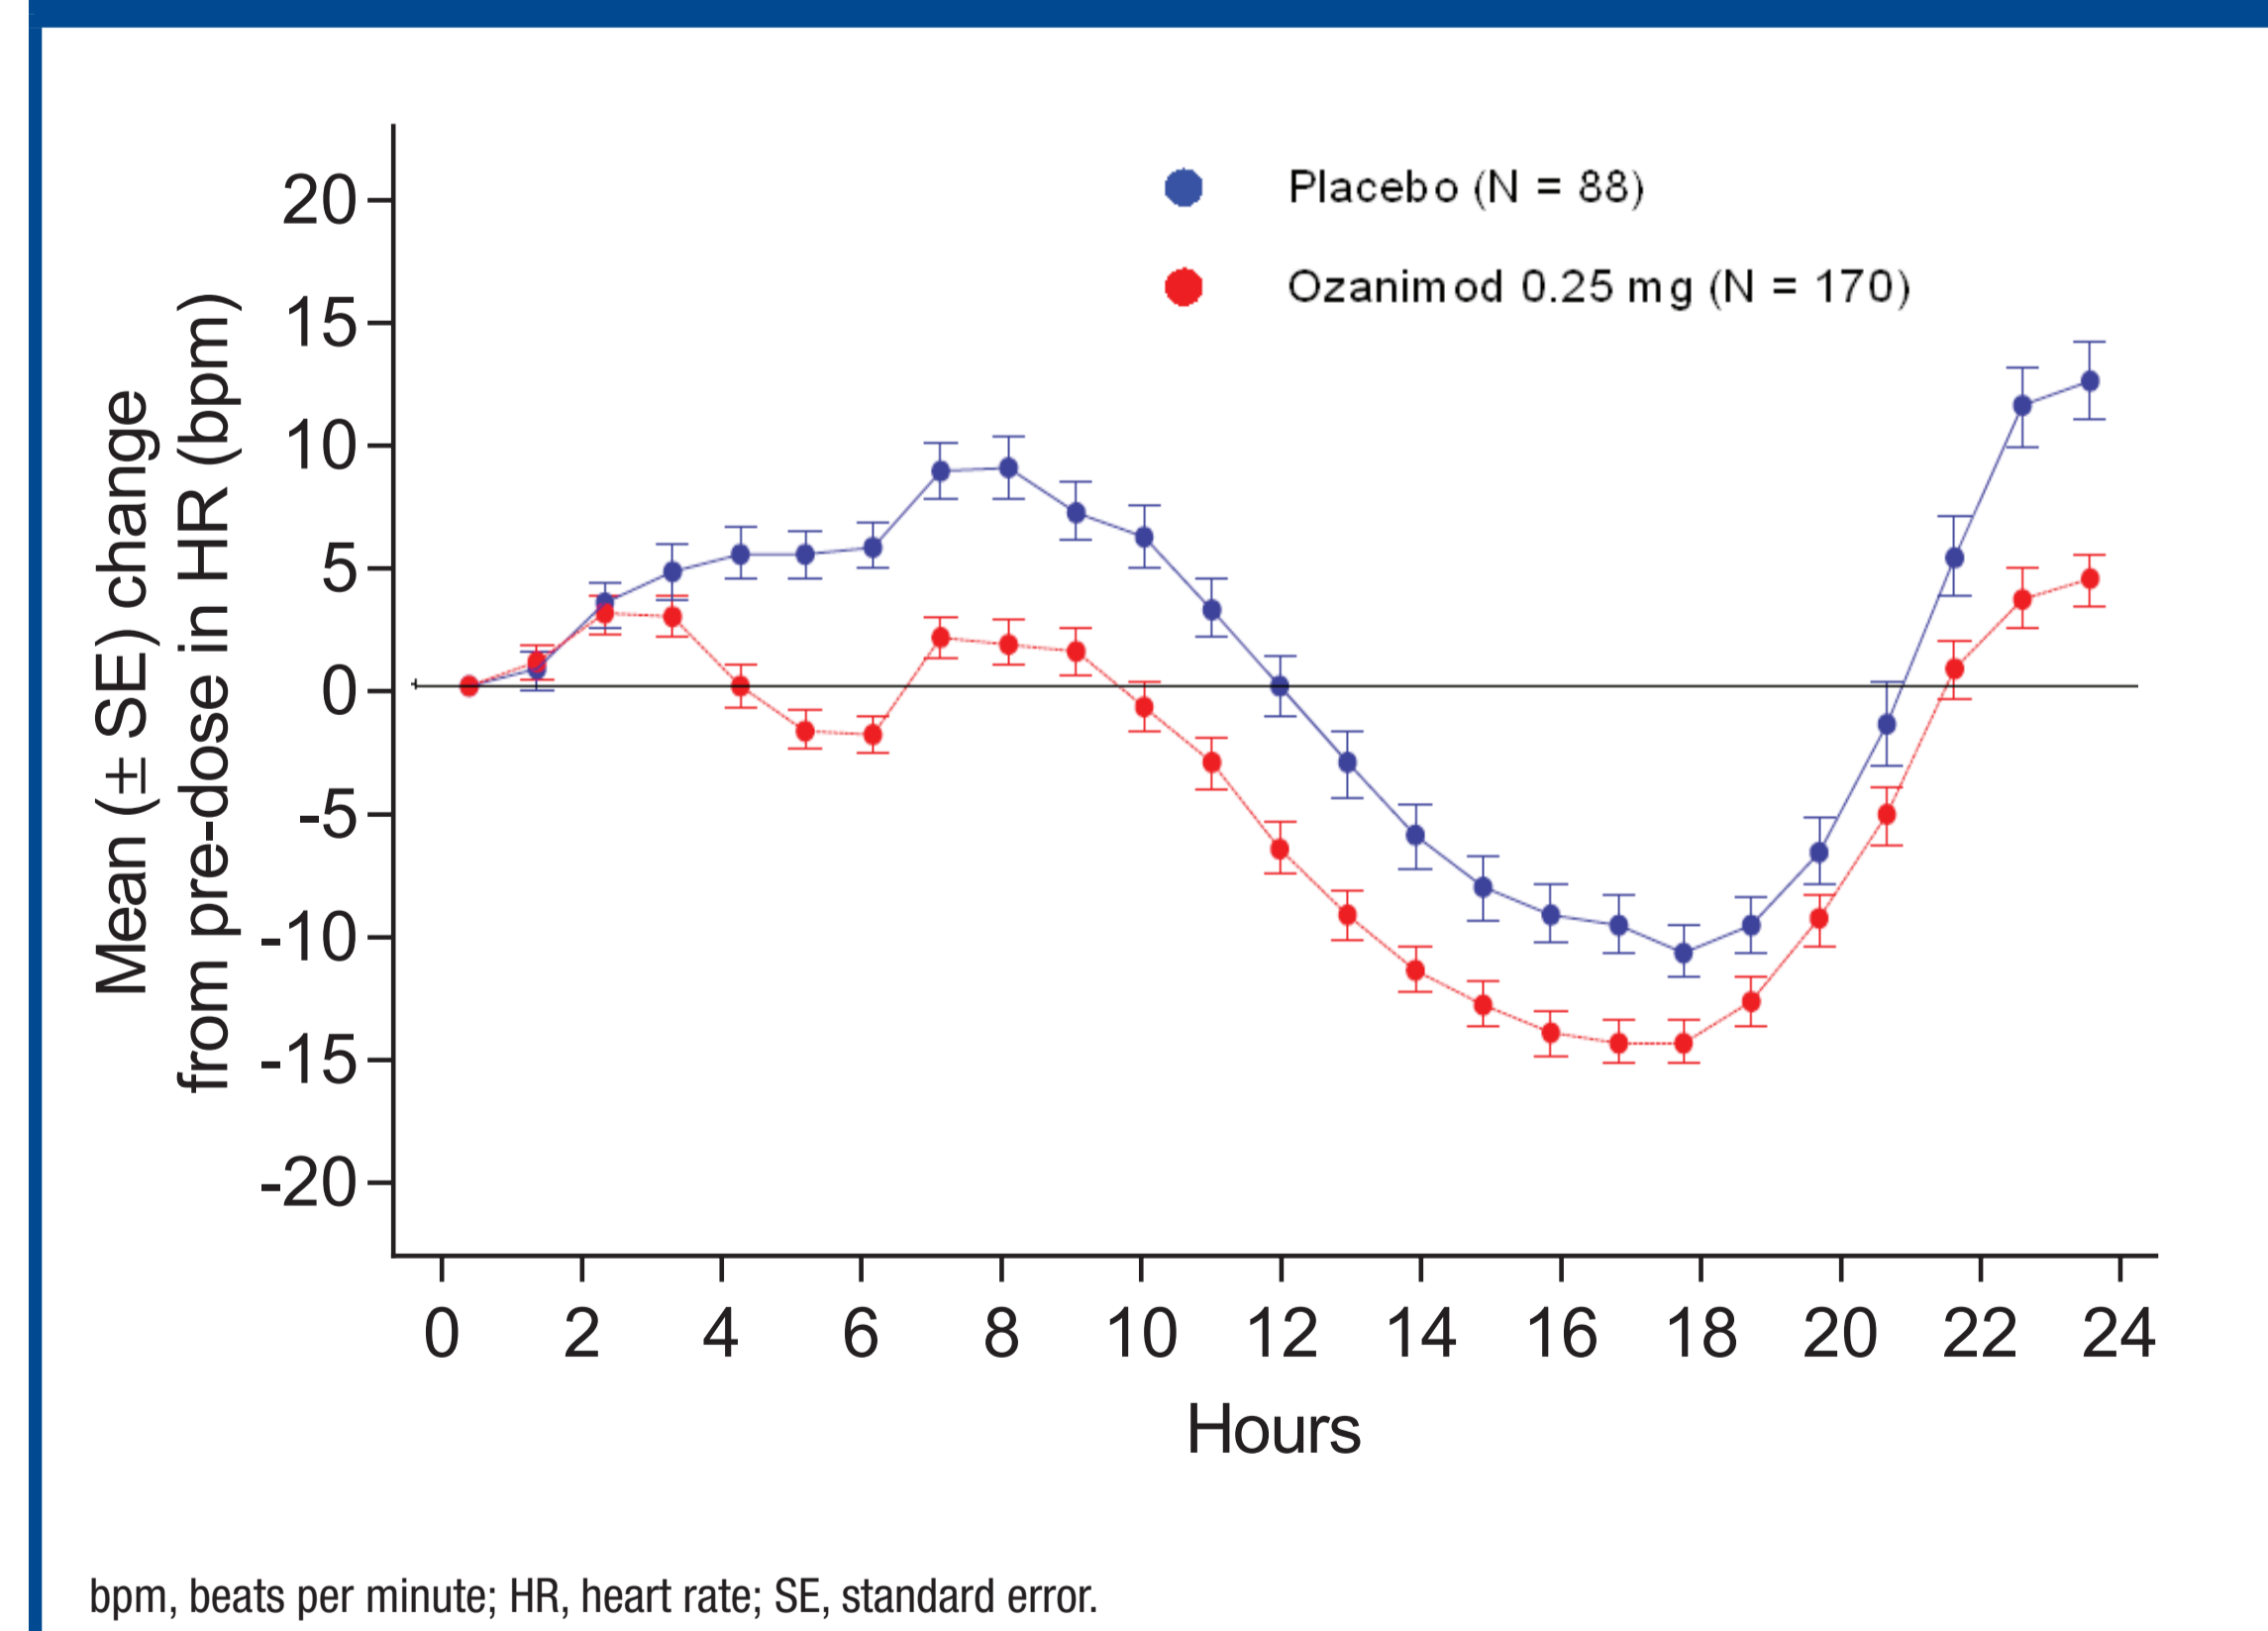 Placebo (N = 88)
Ozanimod 0.25 mg (N = 170)
Mean (± SE) change
from pre-dose in HR (bpm)
20
15
10
5
0
-5
-10
-15
-20
0 2 4 6 8 10 12 14 16 18 20 22 24
Hours
bpm, beats per minute; HR, heart rate; SE, standard error.